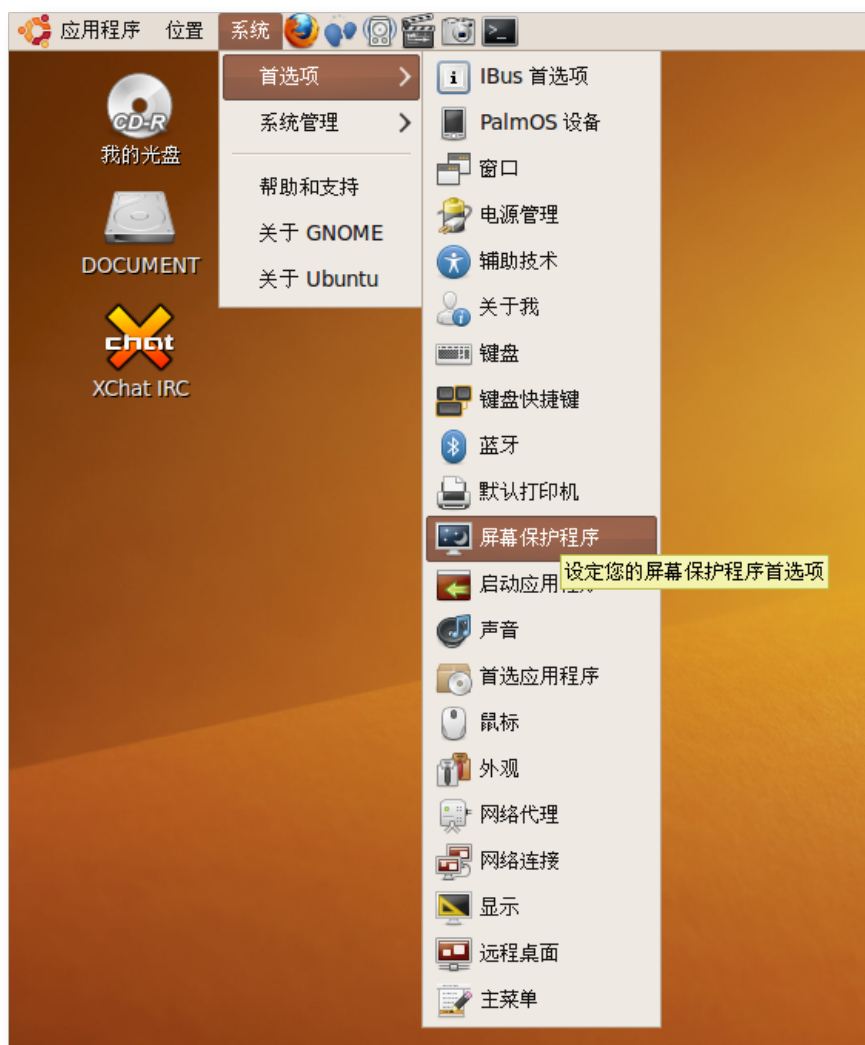 应用程序 位置 系统
我的光盘
DOCUMENT
chat
XChat IRC
首选项
系统管理
帮助和支持
关于 GNOME
关于 Ubuntu
IBus 首选项
PalmOS 设备
窗口
电源管理
辅助技术
关于我
键盘
键盘快捷键
蓝牙
默认打印机
屏幕保护程序
设定您的屏幕保护程序首选项
启动应用程序
声音
首选应用程序
鼠标
外观
网络代理
网络连接
显示
远程桌面
主菜单
CD-R